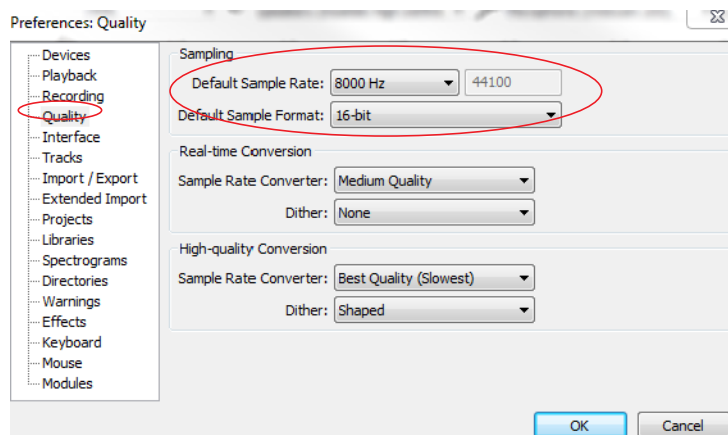 Preferences: Quality
Devices
Playback
Recording
Quality
Interface
Tracks
Import / Export
Extended Import
Projects
Libraries
Spectrograms
Directories
Warnings
Effects
Keyboard
Mouse
Modules
Sampling
Default Sample Rate: 8000 Hz 44100
Default Sample Format: 16-bit
Real-time Conversion
Sample Rate Converter: Medium Quality
Dither: None
High-quality Conversion
Sample Rate Converter: Best Quality (Slowest)
Dither: Shaped
OK Cancel